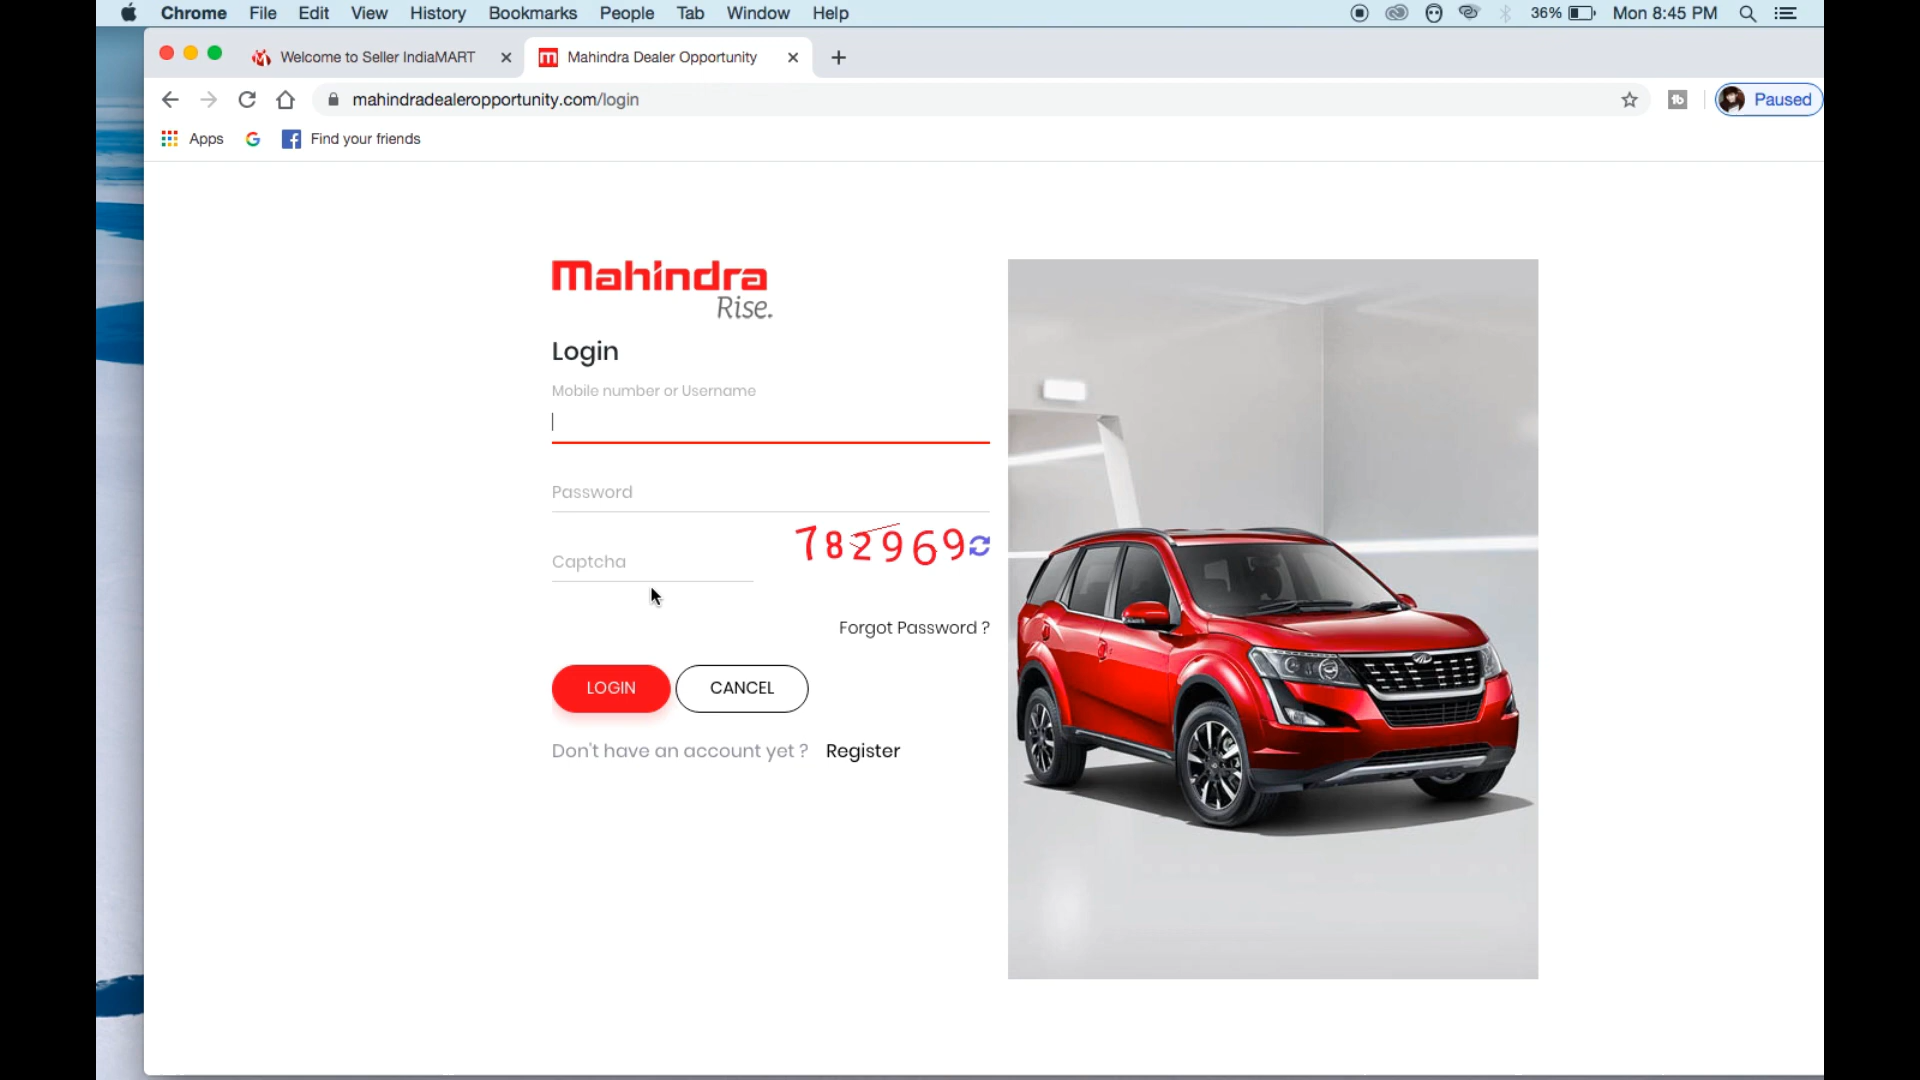 Chrome File Edit View History Bookmarks People Tab Window Help 36% Mon 8:45 PM
Welcome to Seller IndiaMART Mahindra Dealer Opportunity
mahindradealeropportunity.com/login Paused
Apps Find your friends
Mahindra
Rise.
Login
Mobile number or Username
Password
782969
Captcha
Forgot Password ?
LOGIN CANCEL
Don't have an account yet ? Register